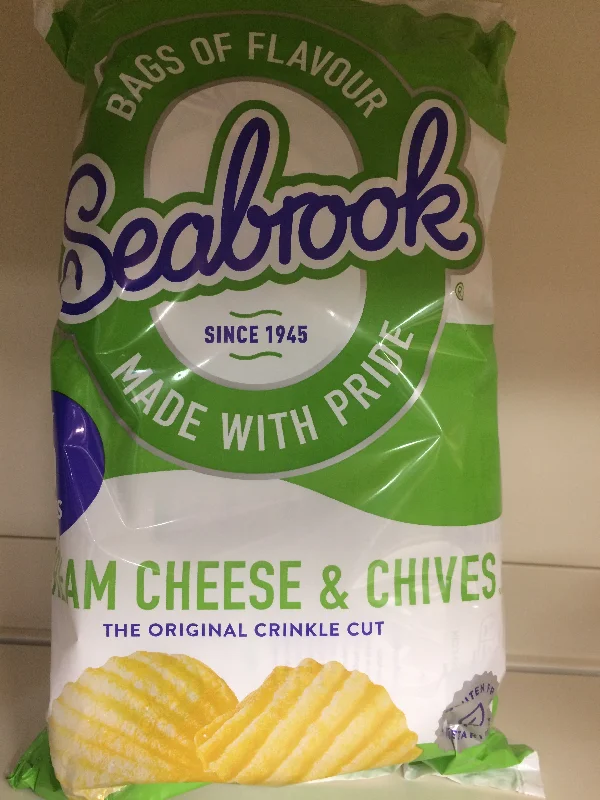 BAGS OF FLAVOUR
Seabrook
®
SINCE 1945
MADE WITH PRIDE
CHEESE & CHIVES
THE ORIGINAL CRINKLE CUT